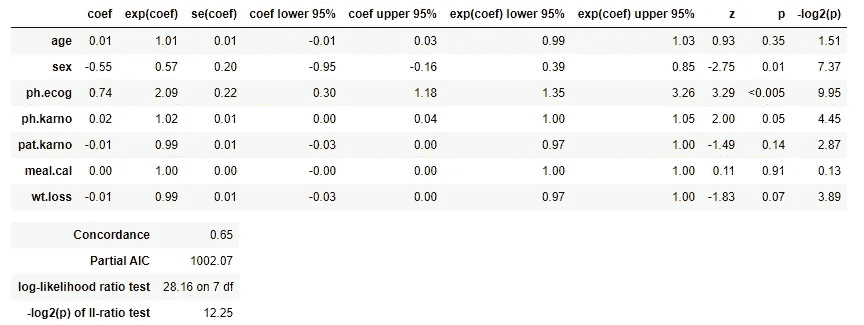 coef exp(coef) se(coef) coef lower 95% coef upper 95% exp(coef) lower 95% exp(coef) upper 95% z p -log2(p)
age 0.01 1.01 0.01 -0.01 0.03 0.99 1.03 0.93 0.35 1.51
sex -0.55 0.57 0.20 -0.95 -0.16 0.39 0.85 -2.75 0.01 7.37
ph.ecog 0.74 2.09 0.22 0.30 1.18 1.35 3.26 3.29 <0.005 9.95
ph.karno 0.02 1.02 0.01 0.00 0.04 1.00 1.05 2.00 0.05 4.45
pat.karno -0.01 0.99 0.01 -0.03 0.00 0.97 1.00 -1.49 0.14 2.87
meal.cal 0.00 1.00 0.00 -0.00 0.00 1.00 1.00 0.11 0.91 0.13
wt.loss -0.01 0.99 0.01 -0.03 0.00 0.97 1.00 -1.83 0.07 3.89
Concordance 0.65
Partial AIC 1002.07
log-likelihood ratio test 28.16 on 7 df
-log2(p) of ll-ratio test 12.25